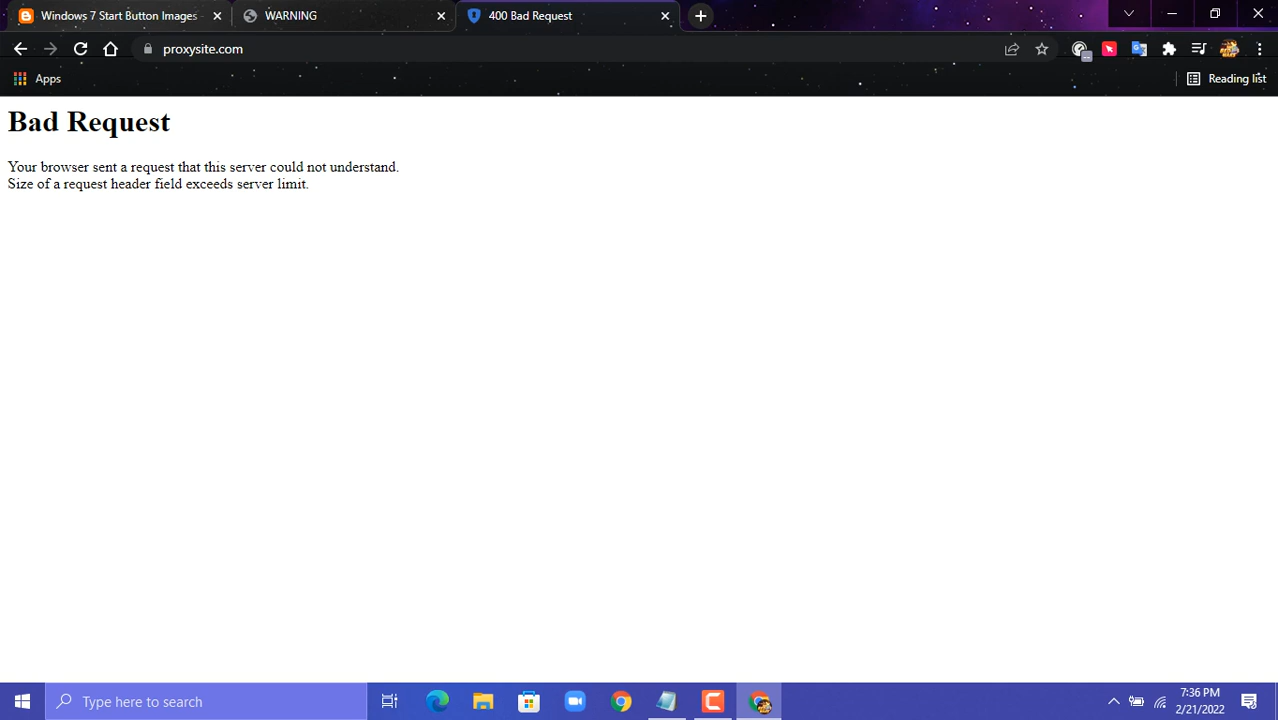 Windows 7 Start Button Images
WARNING
400 Bad Request
proxysite.com
Apps
Reading list
Bad Request
Your browser sent a request that this server could not understand.
Size of a request header field exceeds server limit.
Type here to search
7:36 PM
2/21/2022